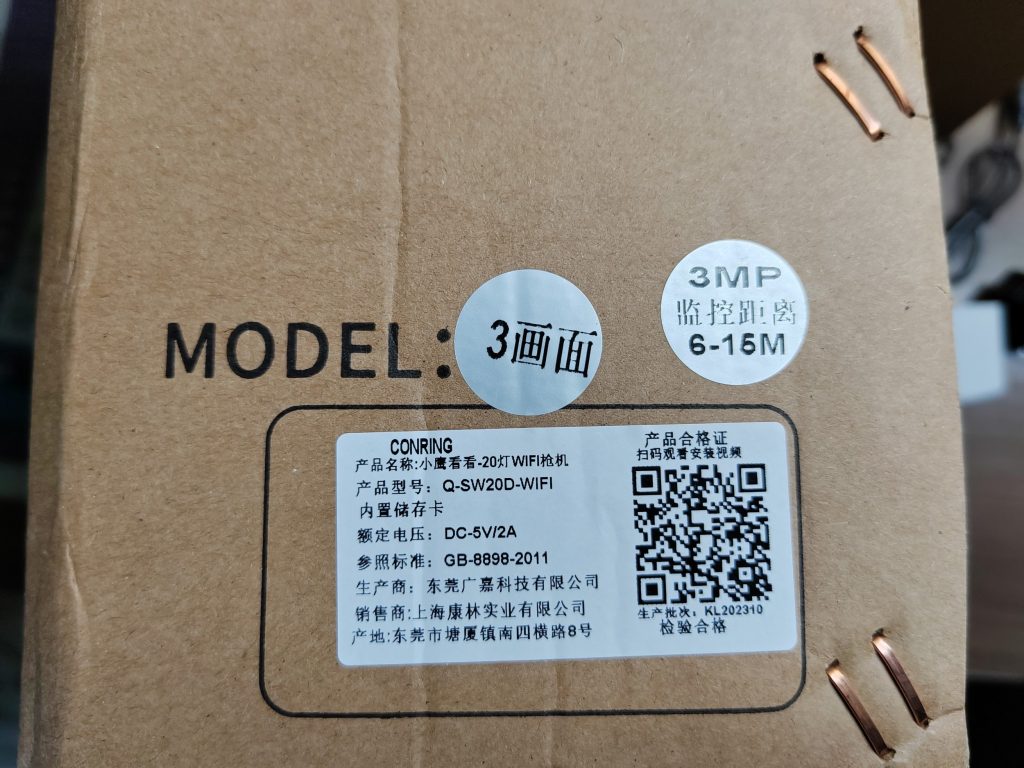 MODEL:
3画面
3MP
监控距离
6-15M
CONRING
产品名称:小鹰看看-20灯WIFI枪机
产品型号: Q-SW20D-WIFI
内置储存卡
额定电压: DC-5V/2A
参照标准: GB-8898-2011
生产商: 东莞广嘉科技有限公司
销售商:上海康林实业有限公司
产地:东莞市塘厦镇南四横路8号
产品合格证
扫码观看安装视频
生产批次: KL202310
检验合格